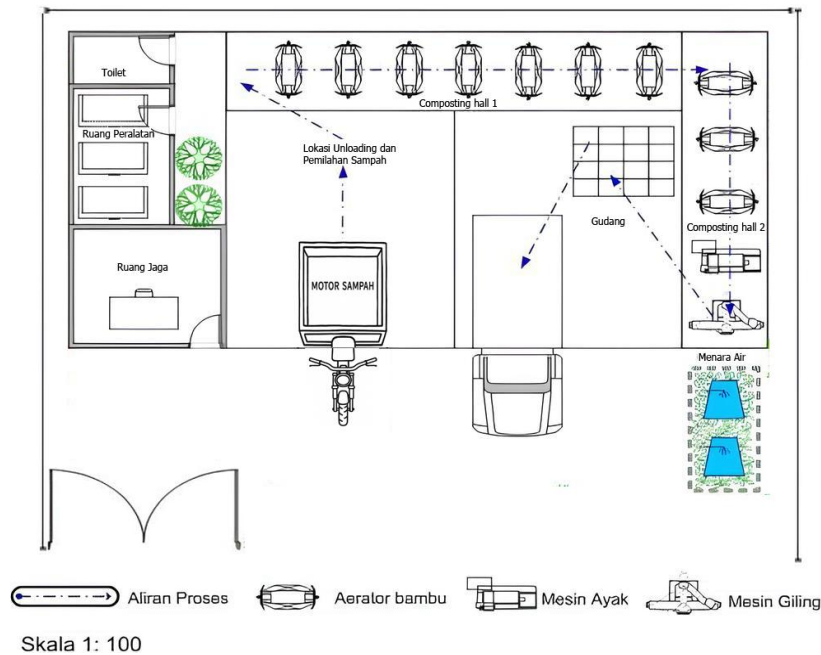 Toilet
Composting hall 1
Ruang Peralatan
Lokasi Unloading dan
Pemilahan Sampah
Gudang
Composting hall 2
Ruang Jaga
MOTOR SAMPAH
Menara Air
Aliran Proses
Aerator bambu
Mesin Ayak
Mesin Giling
Skala 1: 100